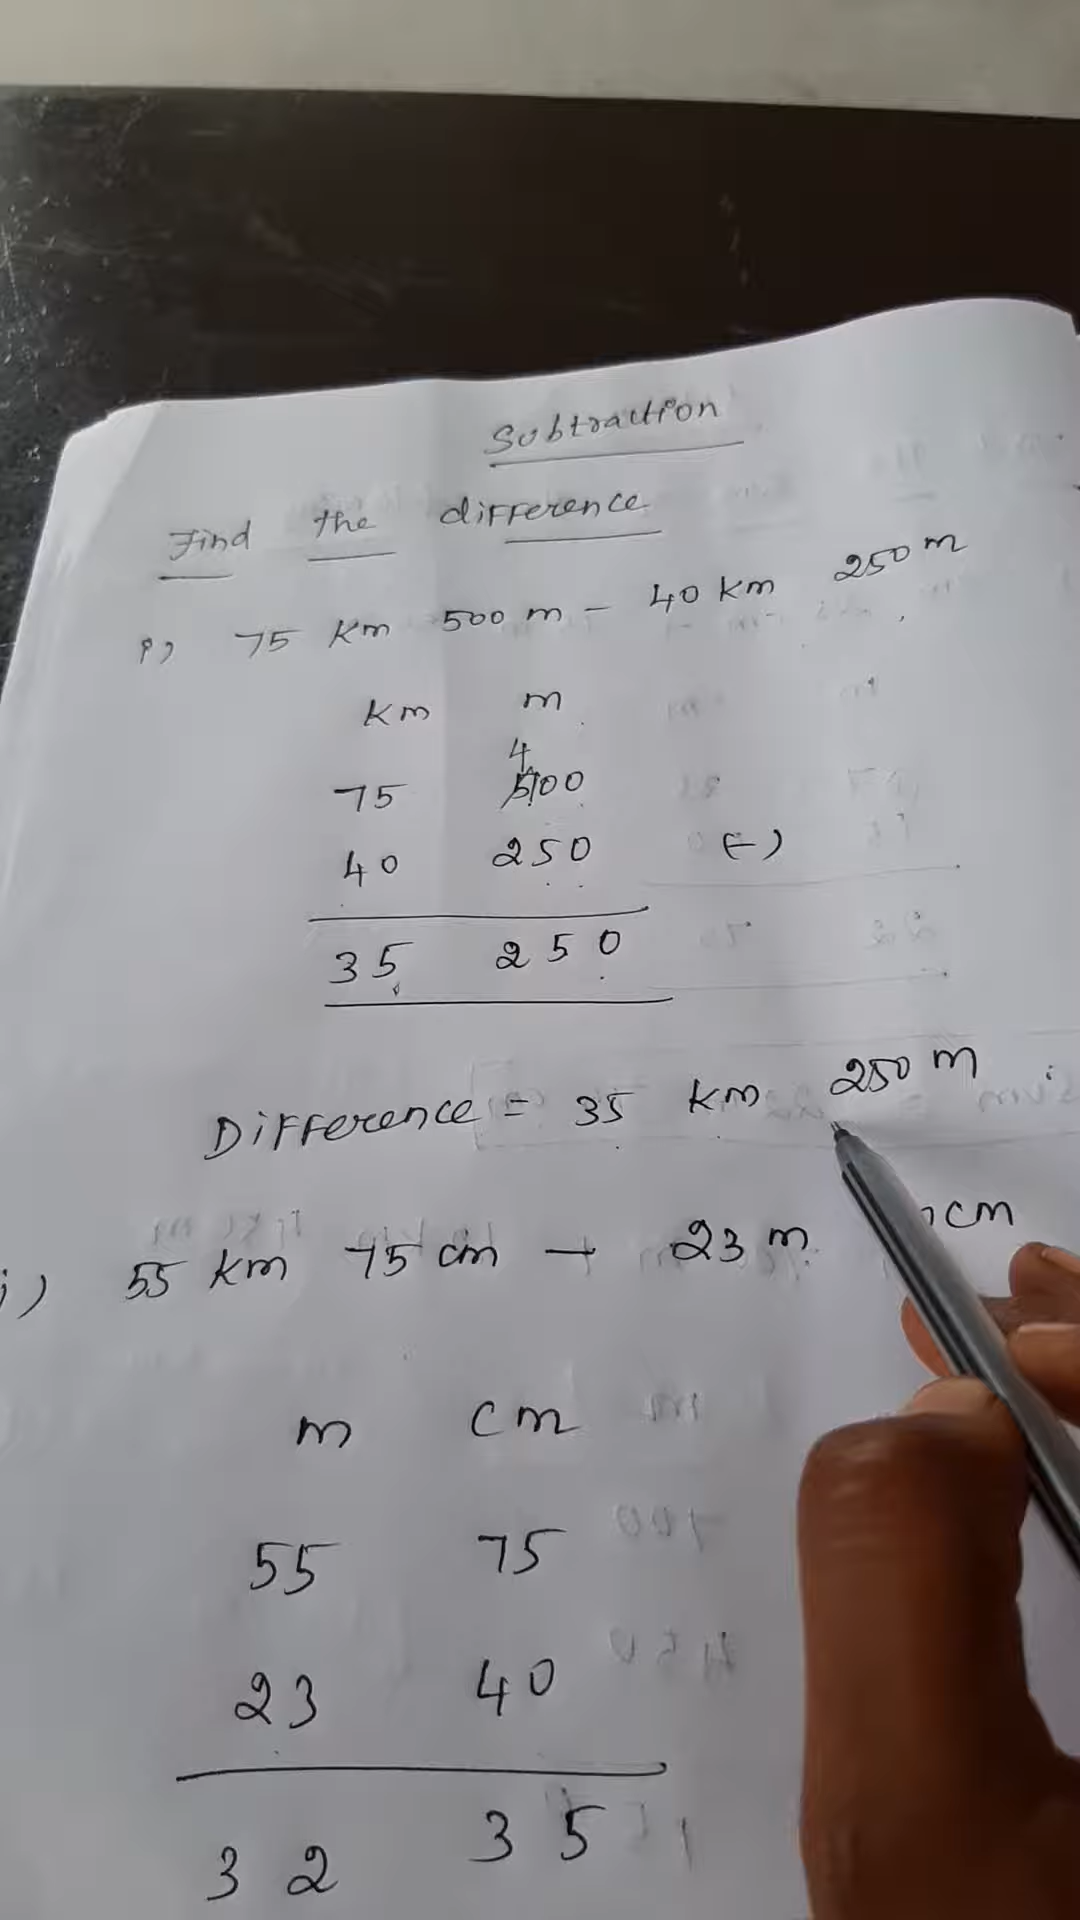 Subtraction
Find the difference
i) 75 Km 500 m - 40 Km 250 m
Km m
4
75 500
40 250 (-)
35 250
Difference = 35 Km 250 m
i) 55 Km 75 cm - 23 m cm
m cm
55 75
23 40
32 35